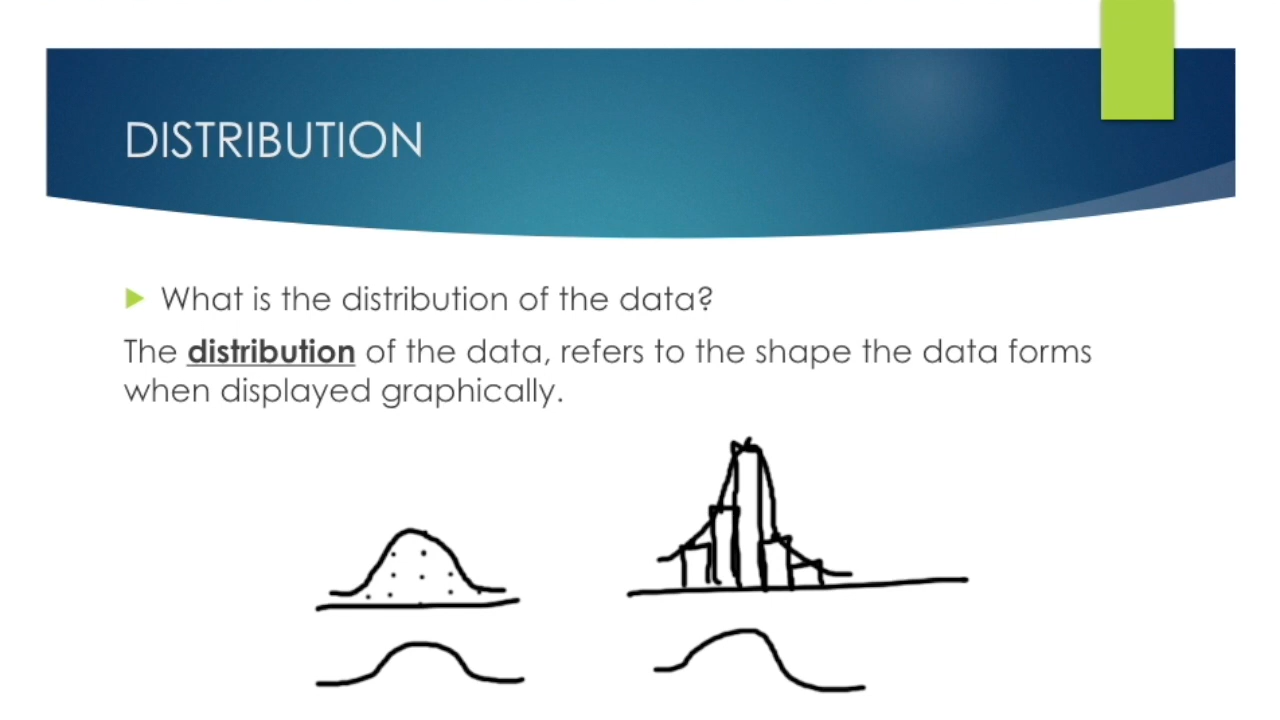 DISTRIBUTION
What is the distribution of the data?
The distribution of the data, refers to the shape the data forms
when displayed graphically.